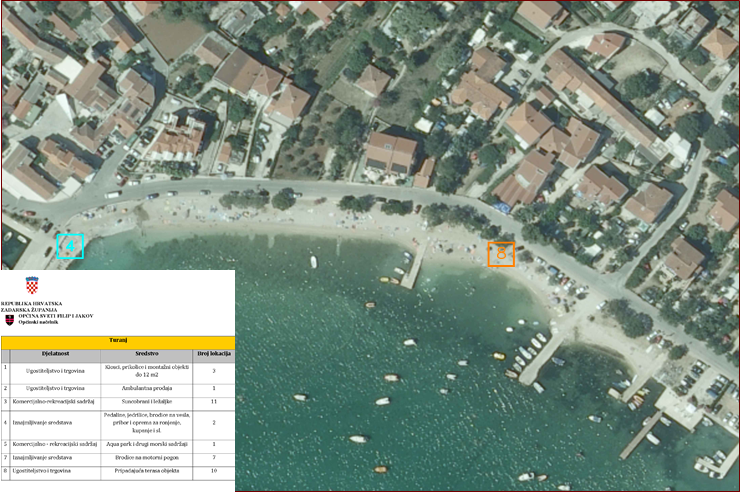 4
8
REPUBLIKA HRVATSKA
ZADARSKA ŽUPANIJA
OPĆINA SVETI FILIP I JAKOV
Općinski načelnik
Turanj
Djelatnost Sredstvo Broj lokacija
1 Ugostiteljstvo i trgovina Kiosci, prikolice i montažni objekti
do 12 m2 3
2 Ugostiteljstvo i trgovina Ambulantna prodaja 1
3 Komercijalno-rekreacijski sadržaj Suncobrani i ležaljke 11
4 Iznajmljivanje sredstava Pedaline, jedrilice, brodice na vesla,
pribor i oprema za ronjenje,
kupanje i sl. 2
5 Komercijalno - rekreacijski sadržaj Aqua park i drugi morski sadržaji 1
7 Iznajmljivanje sredstava Brodice na motorni pogon 7
8 Ugostiteljstvo i trgovina Pripadajuća terasa objekta 10